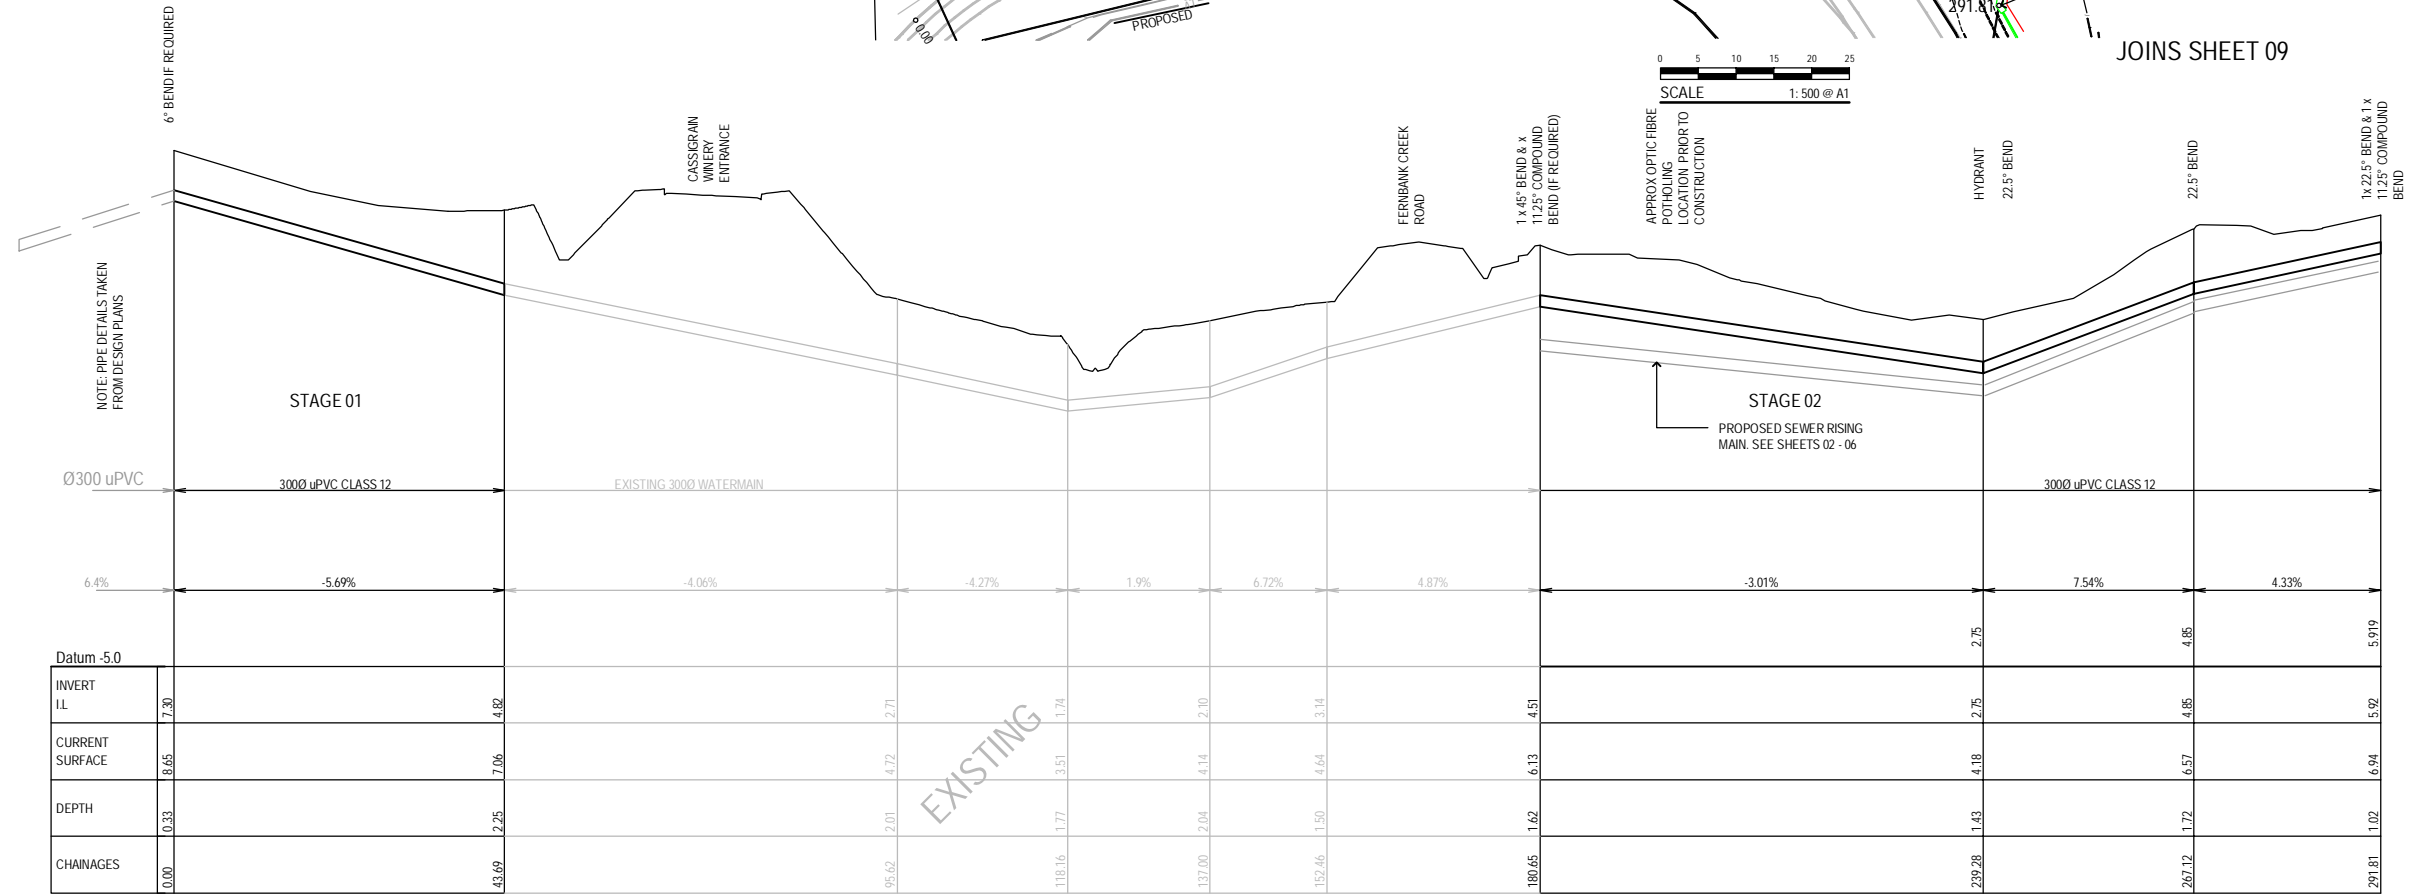 0.00
PROPOSED
291.81
JOINS SHEET 09
0 5 10 15 20 25
SCALE 1: 500 @ A1
6° BEND IF REQUIRED
CASSIGRAIN
WINERY
ENTRANCE
FERNBANK CREEK
ROAD
1 x 45° BEND & x
11.25° COMPOUND
BEND (IF REQUIRED)
APPROX OPTIC FIBRE
POTHOLING
LOCATION PRIOR TO
CONSTRUCTION
HYDRANT
22.5° BEND
22.5° BEND
1 x 22.5° BEND & 1 x
11.25° COMPOUND
BEND
NOTE: PIPE DETAILS TAKEN
FROM DESIGN PLANS
STAGE 01
STAGE 02
PROPOSED SEWER RISING
MAIN. SEE SHEETS 02 - 06
Ø300 uPVC
300Ø uPVC CLASS 12
EXISTING 300Ø WATERMAIN
300Ø uPVC CLASS 12
6.4% -5.69% -4.06% -4.27% 1.9% 6.72% 4.87% -3.01% 7.54% 4.33%
2.75 4.85 5.919
Datum -5.0
INVERT
I.L
7.30 4.82 2.71 1.74 2.10 3.14 4.51 2.75 4.85 5.92
EXISTING
CURRENT
SURFACE
8.65 7.06 4.72 3.51 4.14 4.64 6.13 4.18 6.57 6.94
DEPTH 0.33 2.25 2.01 1.77 2.04 1.50 1.62 1.43 1.72 1.02
CHAINAGES 0.00 43.69 95.62 118.16 137.00 152.46 180.65 239.28 267.12 291.81